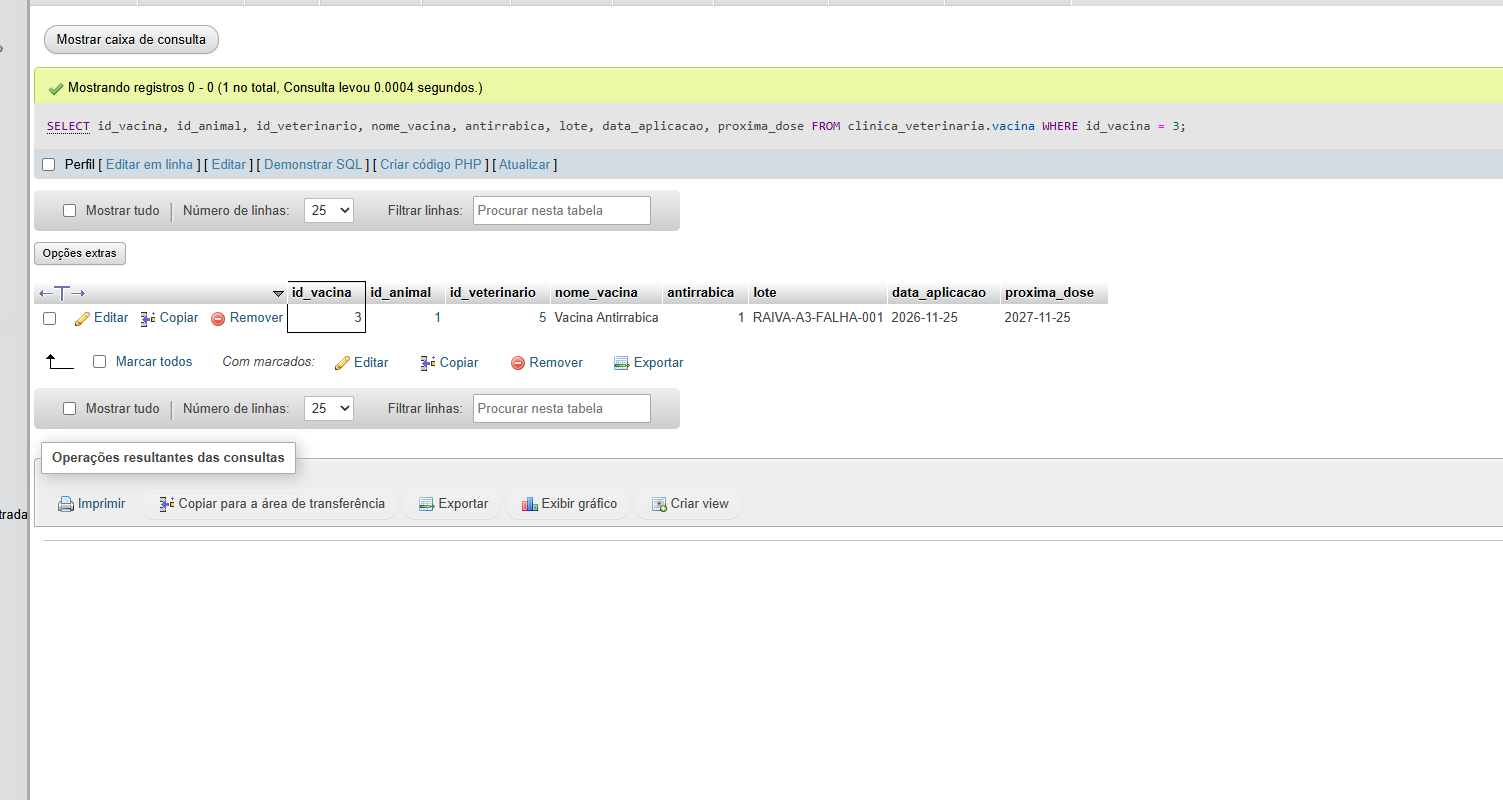 Mostrar caixa de consulta
Mostrando registros 0 - 0 (1 no total, Consulta levou 0.0004 segundos.)
SELECT id_vacina, id_animal, id_veterinario, nome_vacina, antirrabica, lote, data_aplicacao, proxima_dose FROM clinica_veterinaria.vacina WHERE id_vacina = 3;
Perfil [ Editar em linha ] [ Editar ] [ Demonstrar SQL ] [ Criar código PHP ] [ Atualizar ]
Mostrar tudo | Número de linhas: 25 Filtrar linhas: Procurar nesta tabela
Opções extras
←T→ id_vacina id_animal id_veterinario nome_vacina antirrabica lote data_aplicacao proxima_dose
Editar Copiar Remover 3 1 5 Vacina Antirrabica 1 RAIVA-A3-FALHA-001 2026-11-25 2027-11-25
Marcar todos Com marcados: Editar Copiar Remover Exportar
Mostrar tudo | Número de linhas: 25 Filtrar linhas: Procurar nesta tabela
Operações resultantes das consultas
Imprimir Copiar para a área de transferência Exportar Exibir gráfico Criar view
trada